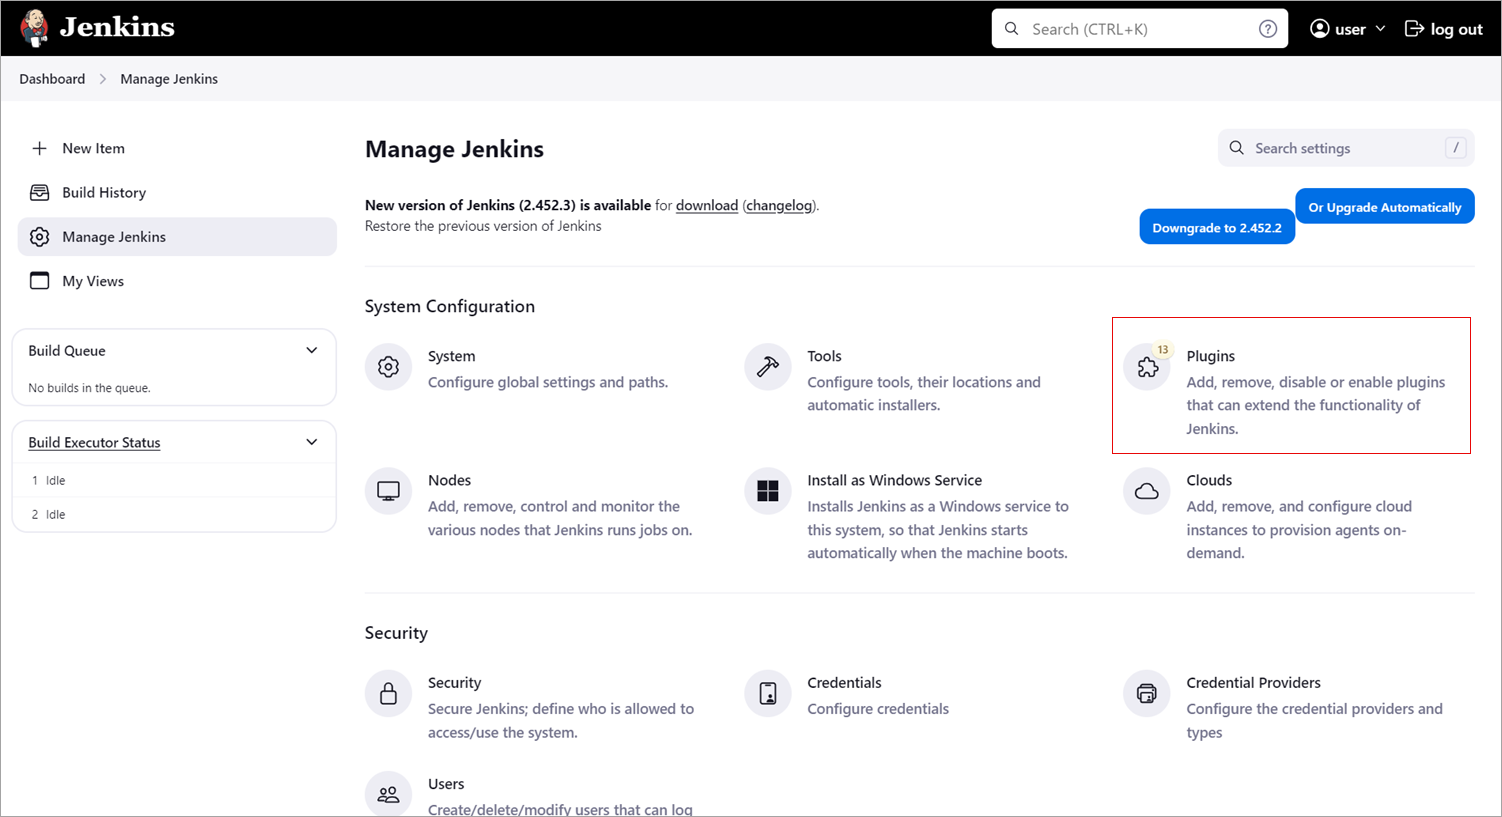 Jenkins
Search (CTRL+K)
?
user
log out
Dashboard
Manage Jenkins
New Item
Build History
Manage Jenkins
My Views
Build Queue
No builds in the queue.
Build Executor Status
1 Idle
2 Idle
Manage Jenkins
Search settings
/
New version of Jenkins (2.452.3) is available for download (changelog).
Or Upgrade Automatically
Restore the previous version of Jenkins
Downgrade to 2.452.2
System Configuration
System
Configure global settings and paths.
Tools
Configure tools, their locations and
automatic installers.
13
Plugins
Add, remove, disable or enable plugins
that can extend the functionality of
Jenkins.
Nodes
Add, remove, control and monitor the
various nodes that Jenkins runs jobs on.
Install as Windows Service
Installs Jenkins as a Windows service to
this system, so that Jenkins starts
automatically when the machine boots.
Clouds
Add, remove, and configure cloud
instances to provision agents on-
demand.
Security
Security
Secure Jenkins; define who is allowed to
access/use the system.
Credentials
Configure credentials
Credential Providers
Configure the credential providers and
types
Users
Create/delete/modify users that can log